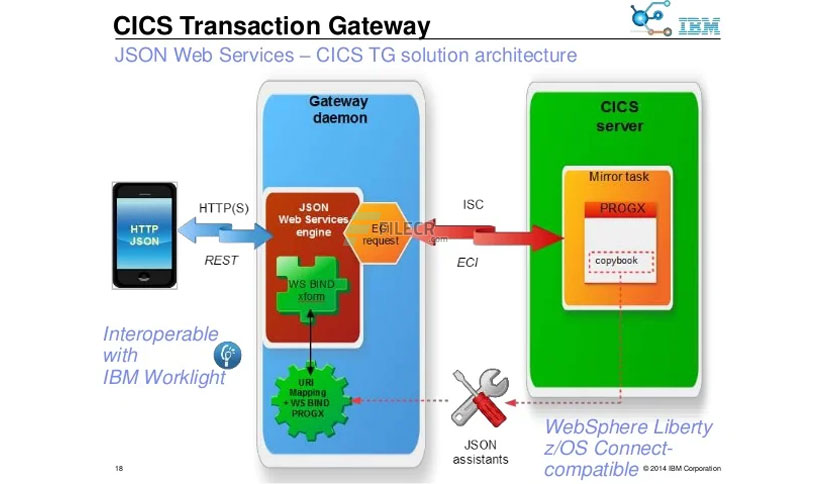 CICS Transaction Gateway
IBM
JSON Web Services – CICS TG solution architecture
Gateway
daemon
CICS
server
Mirror task
PROGX
copybook
HTTP
JSON
HTTP(S)
REST
JSON
Web Services
engine
WS BIND
xform
request
FILECR
.com
ISC
ECI
Interoperable
with
IBM Worklight
URI
Mapping
+ WS BIND
PROGX
JSON
assistants
WebSphere Liberty
z/OS Connect-
compatible
18
© 2014 IBM Corporation